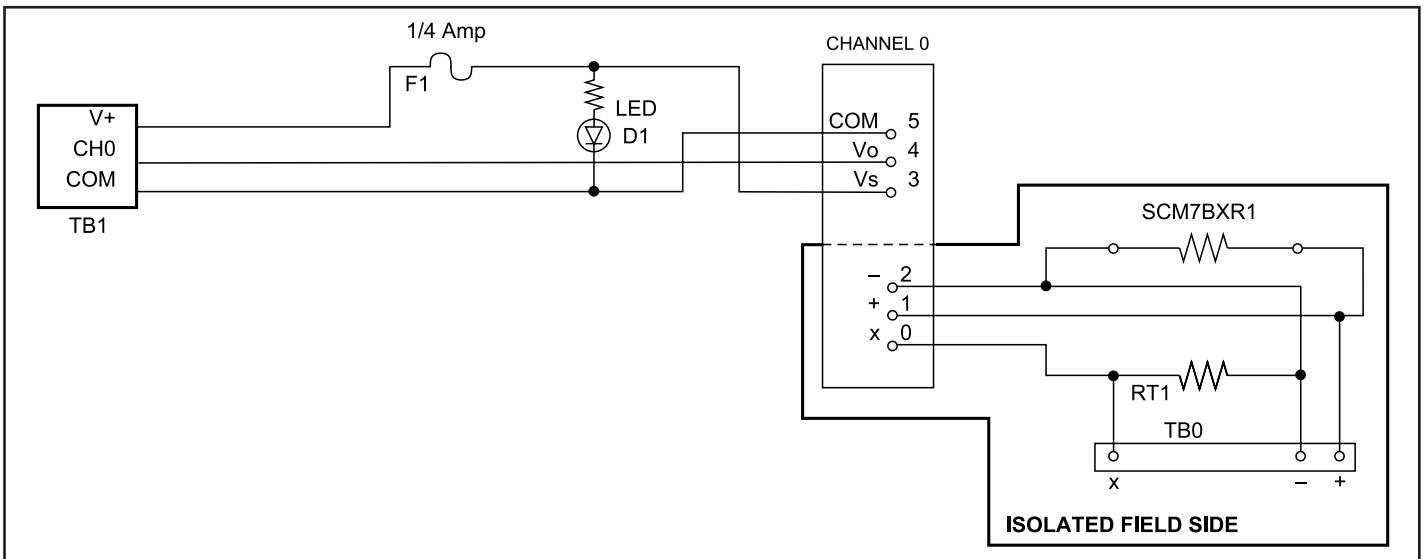 1/4 Amp
F1
CHANNEL 0
V+
CH0
COM
TB1
LED
D1
COM 5
Vo 4
Vs 3
SCM7BXR1
– 2
+ 1
x 0
RT1
TB0
x – +
ISOLATED FIELD SIDE